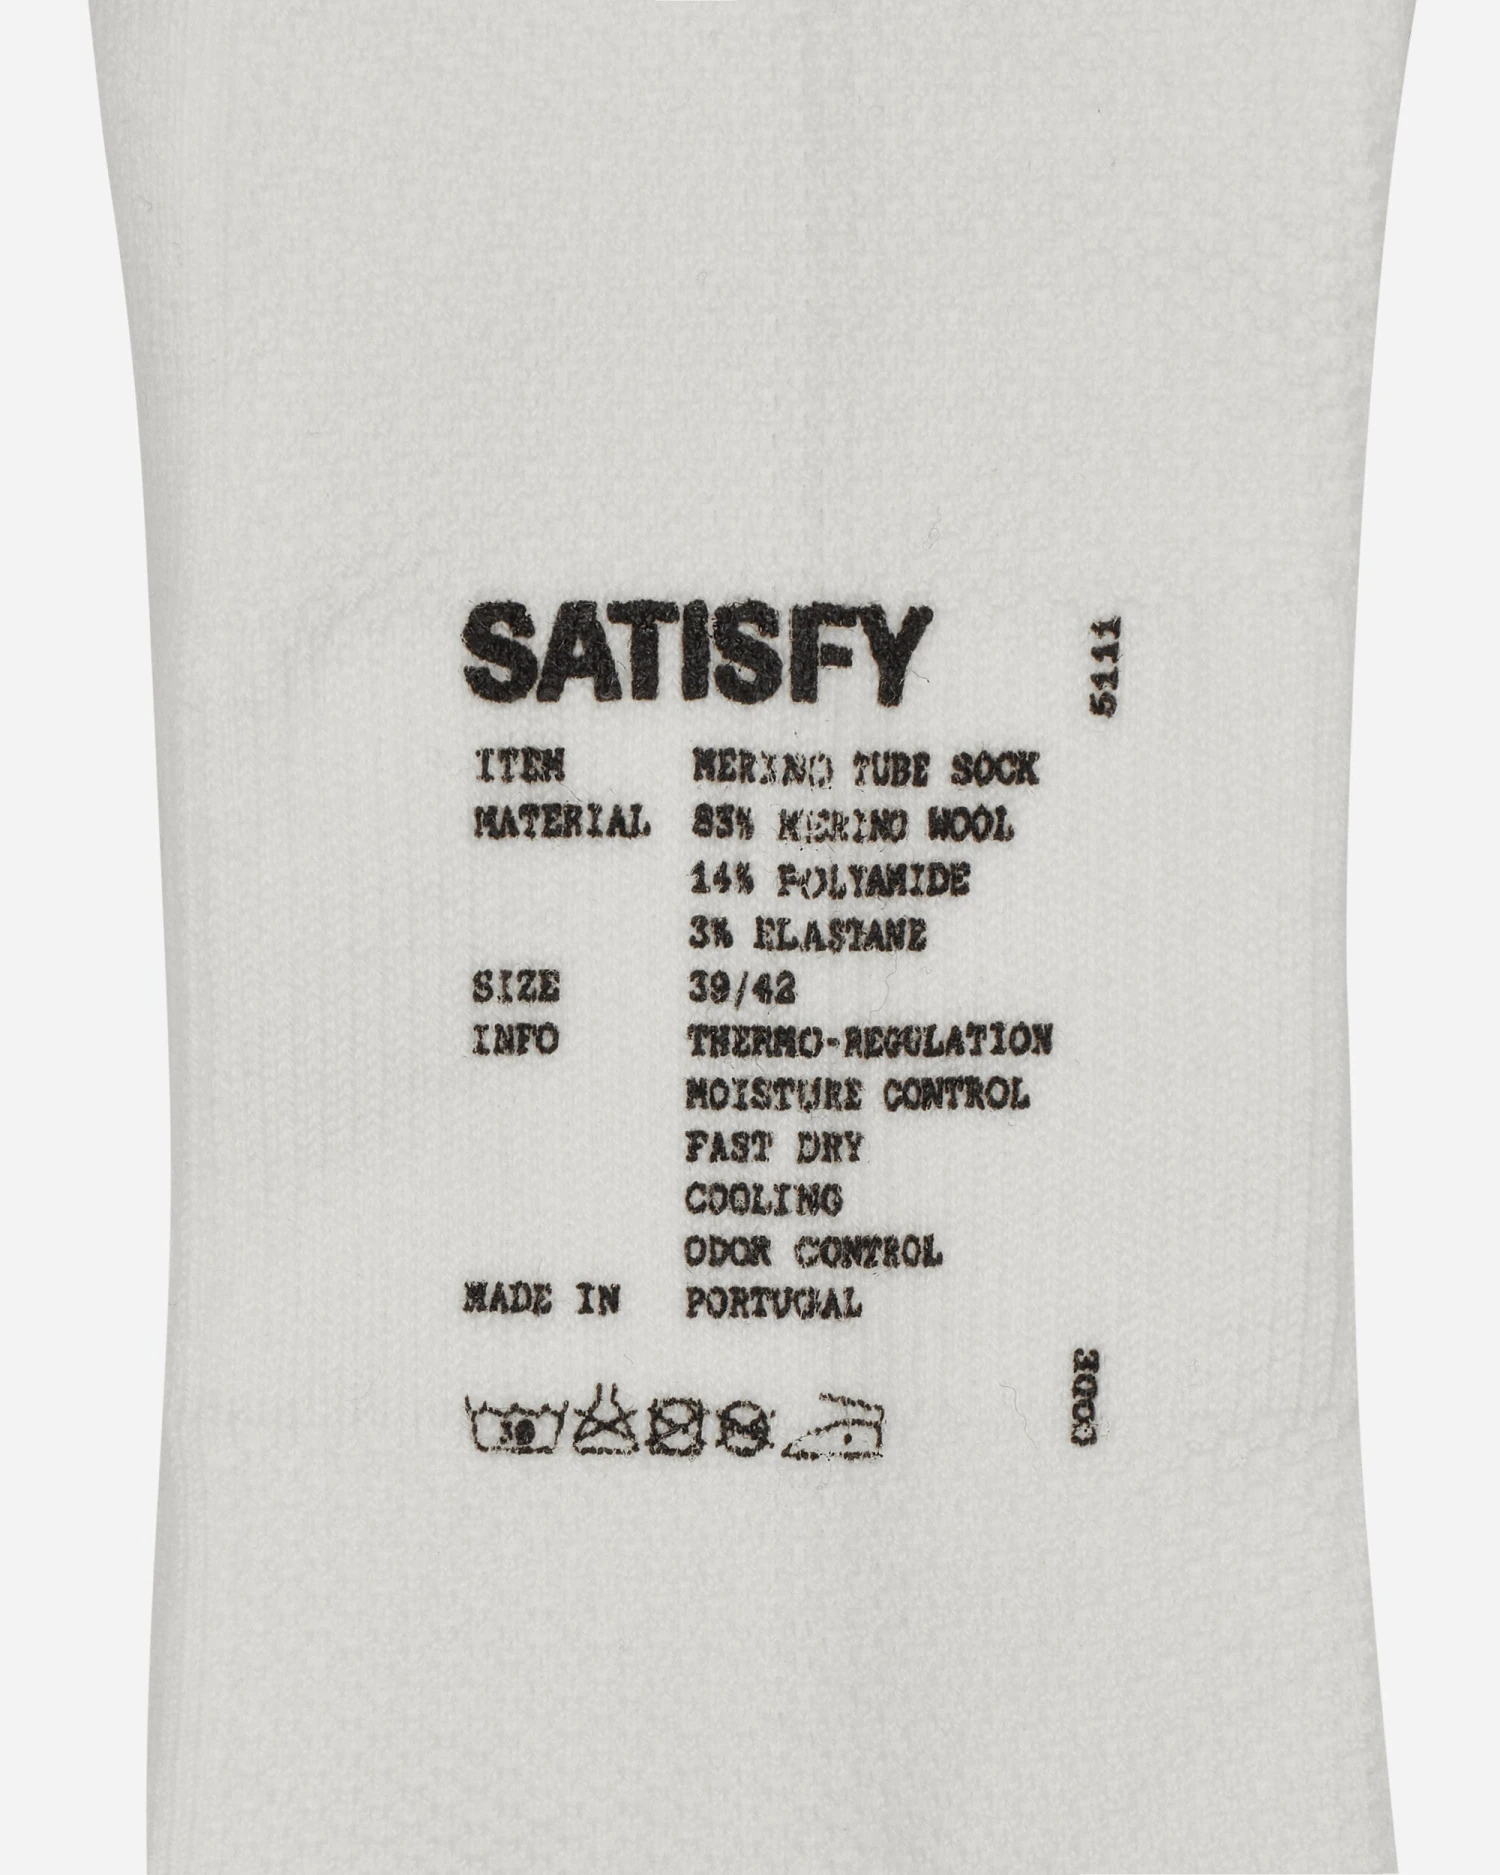 SATISFY
5111
ITEM MERINO TUBE SOCK
MATERIAL 83% MERINO WOOL
14% POLYAMIDE
3% ELASTANE
SIZE 39/42
INFO THERMO-REGULATION
MOISTURE CONTROL
FAST DRY
COOLING
ODOR CONTROL
MADE IN PORTUGAL
CODE
30